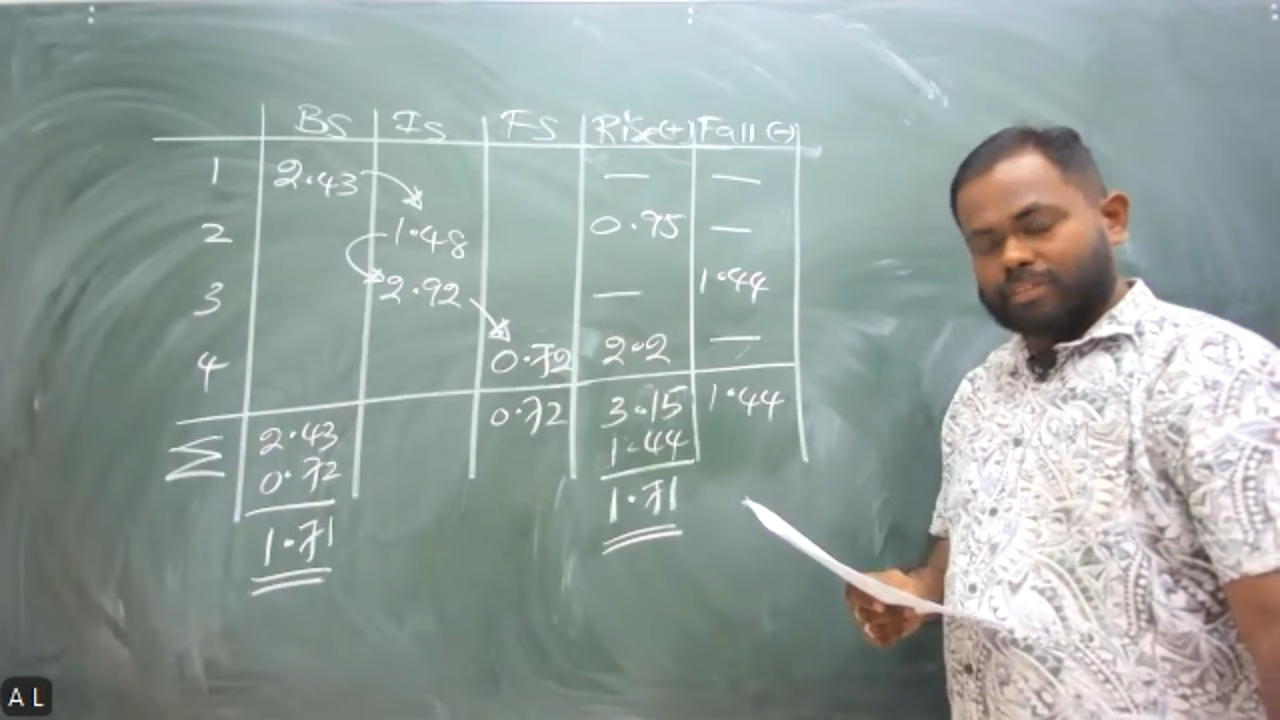 BS IS FS Rise(+) Fall(-)
1 2.43 — —
2 1.48 0.95 —
3 2.92 — 1.44
4 0.72 2.2 —
Σ 2.43 0.72 3.15 1.44
0.72 1.44
1.71 1.71
A L